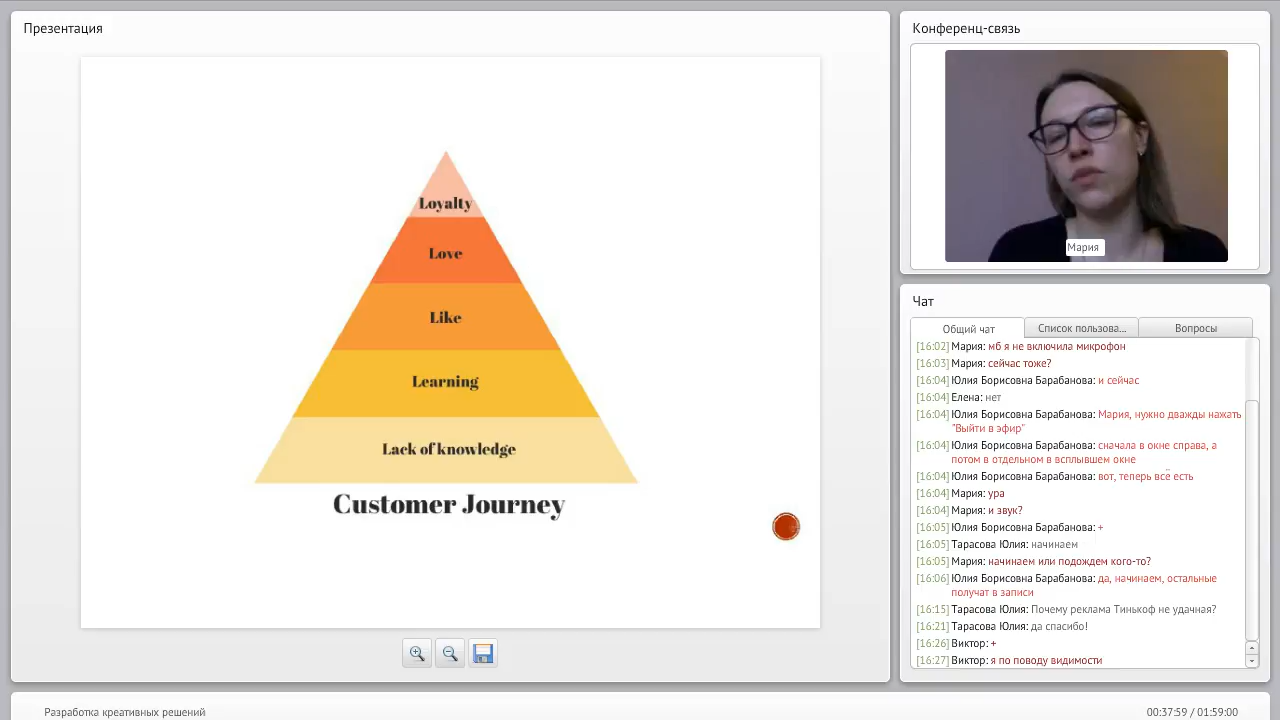 Презентация
Loyalty
Love
Like
Learning
Lack of knowledge
Customer Journey
Конференц-связь
Мария
Чат
Общий чат
Список пользова...
Вопросы
[16:02] Мария: мб я не включила микрофон
[16:03] Мария: сейчас тоже?
[16:04] Юлия Борисовна Барабанова: и сейчас
[16:04] Елена: нет
[16:04] Юлия Борисовна Барабанова: Мария, нужно дважды нажать
"Выйти в эфир"
[16:04] Юлия Борисовна Барабанова: сначала в окне справа, а
потом в отдельном в всплывшем окне
[16:04] Юлия Борисовна Барабанова: вот, теперь всё есть
[16:04] Мария: ура
[16:04] Мария: и звук?
[16:05] Юлия Борисовна Барабанова: +
[16:05] Тарасова Юлия: начинаем
[16:05] Мария: начинаем или подождем кого-то?
[16:06] Юлия Борисовна Барабанова: да, начинаем, остальные
получат в записи
[16:15] Тарасова Юлия: Почему реклама Тинькоф не удачная?
[16:21] Тарасова Юлия: да спасибо!
[16:26] Виктор: +
[16:27] Виктор: я по поводу видимости
Разработка креативных решений
00:37:59 / 01:59:00